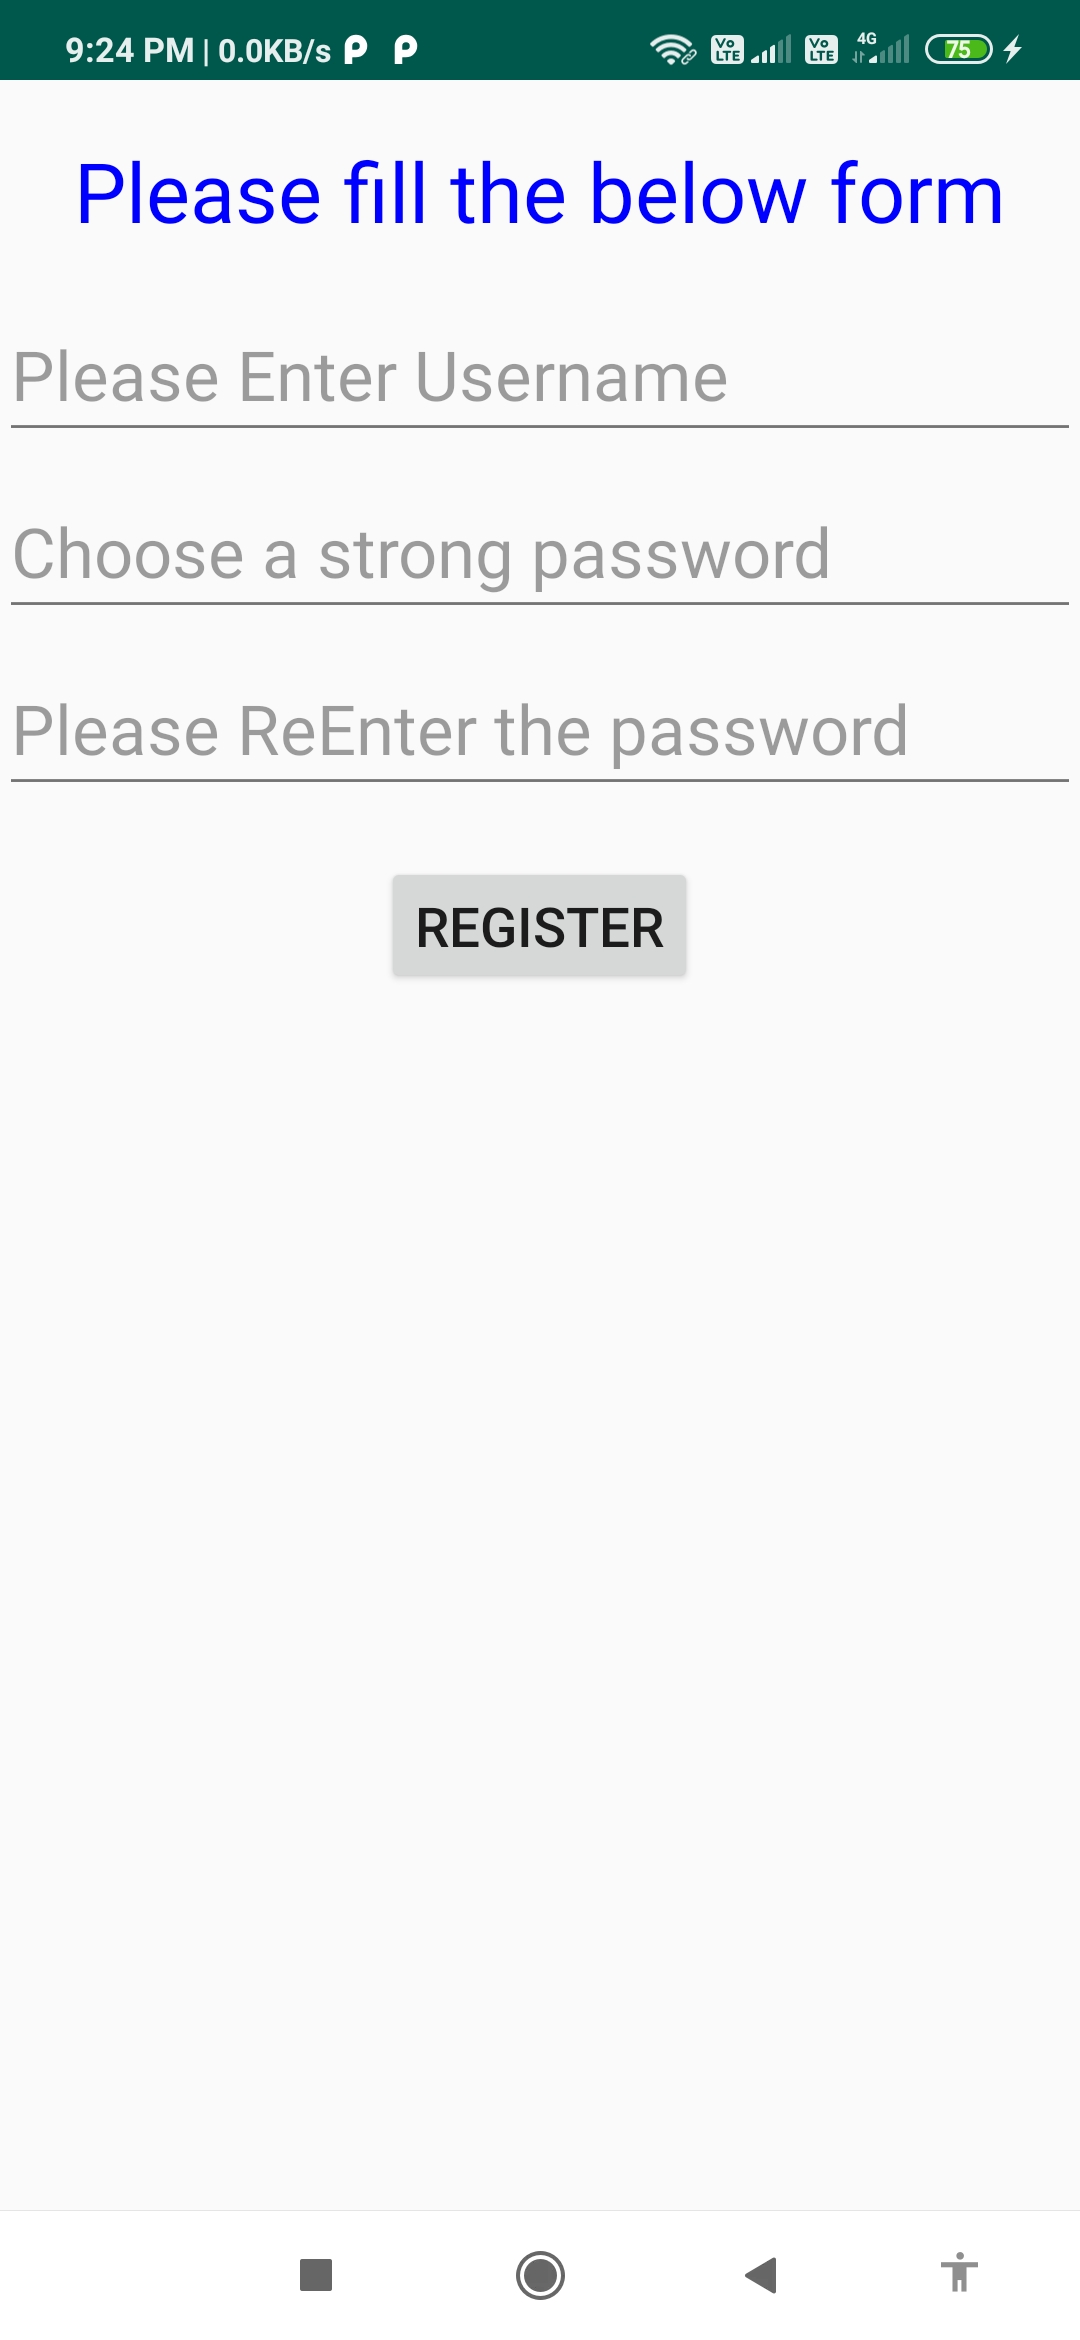 9:24 PM | 0.0KB/s
Vo LTE Vo LTE 4G 75
Please fill the below form
Please Enter Username
Choose a strong password
Please ReEnter the password
REGISTER